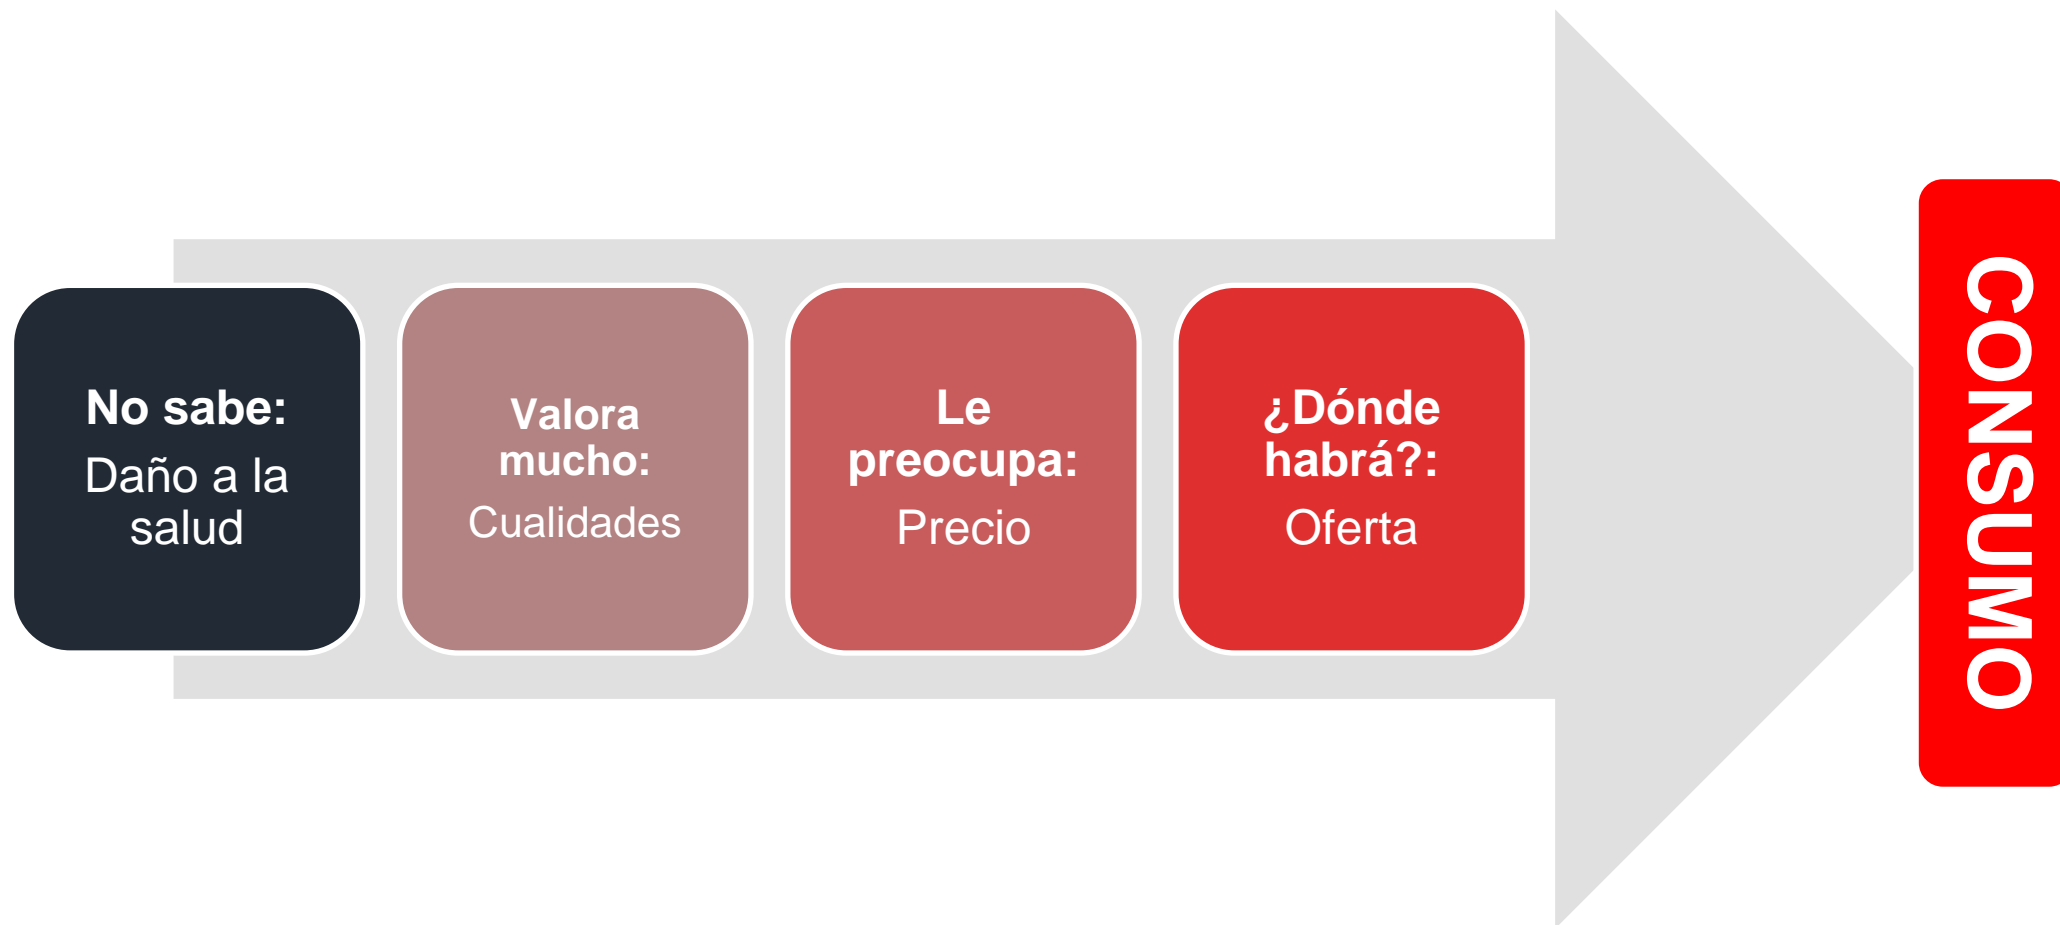 No sabe:
Daño a la
salud
Valora
mucho:
Cualidades
Le
preocupa:
Precio
¿Dónde
habrá?:
Oferta
CONSUMO